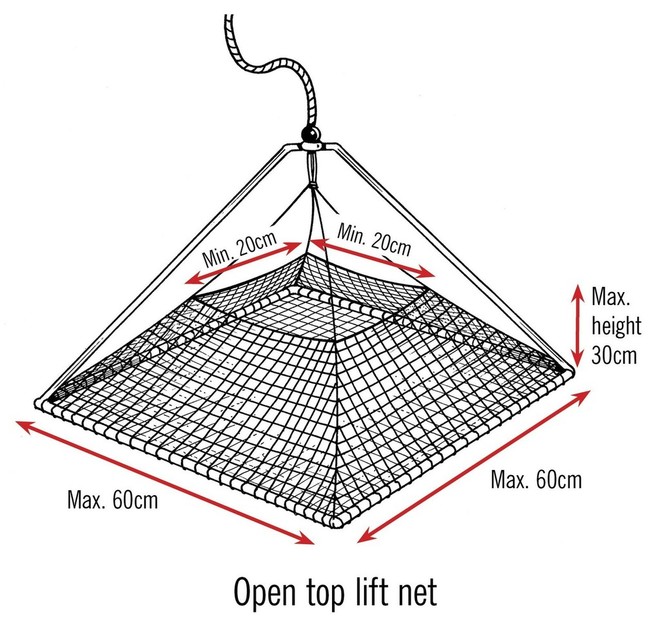 Min. 20cm
Min. 20cm
Max.
height
30cm
Max. 60cm
Max. 60cm
Open top lift net